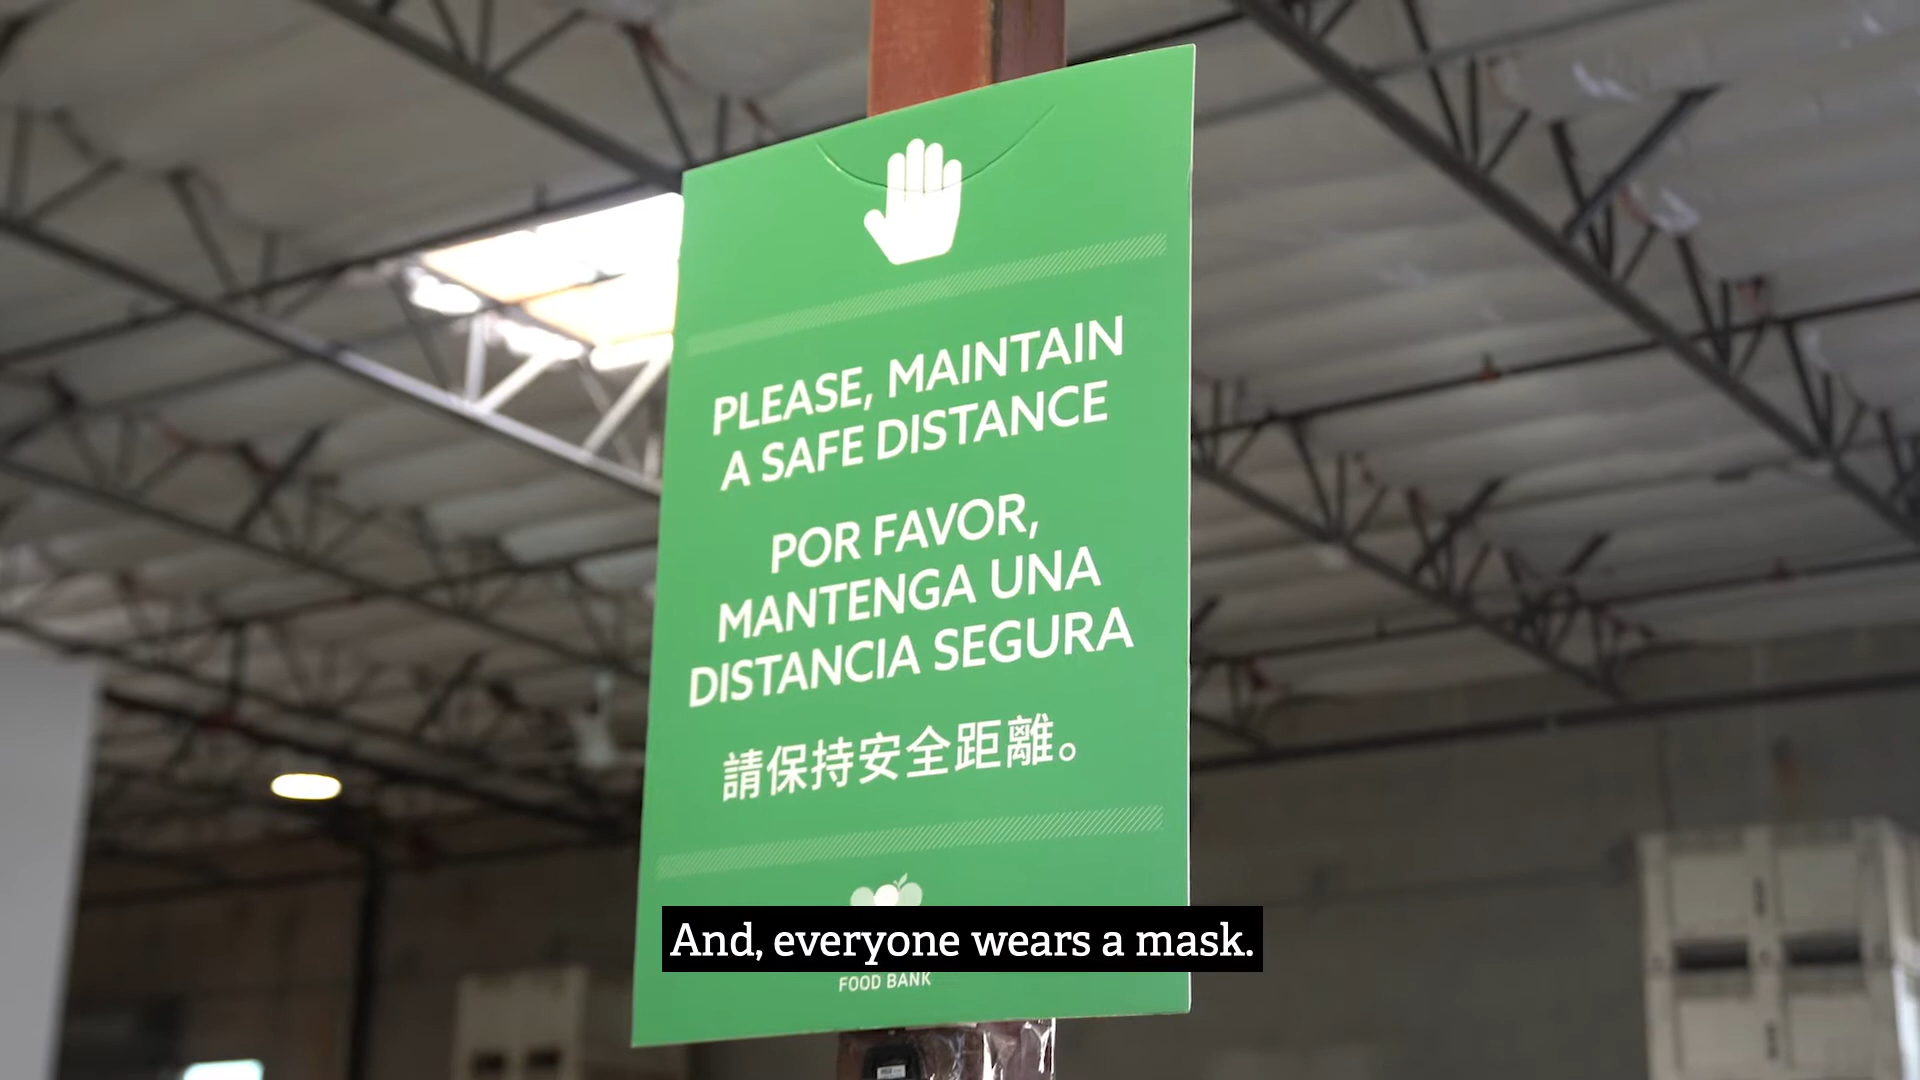 PLEASE, MAINTAIN
A SAFE DISTANCE
POR FAVOR,
MANTENGA UNA
DISTANCIA SEGURA
請保持安全距離。
And, everyone wears a mask.
FOOD BANK